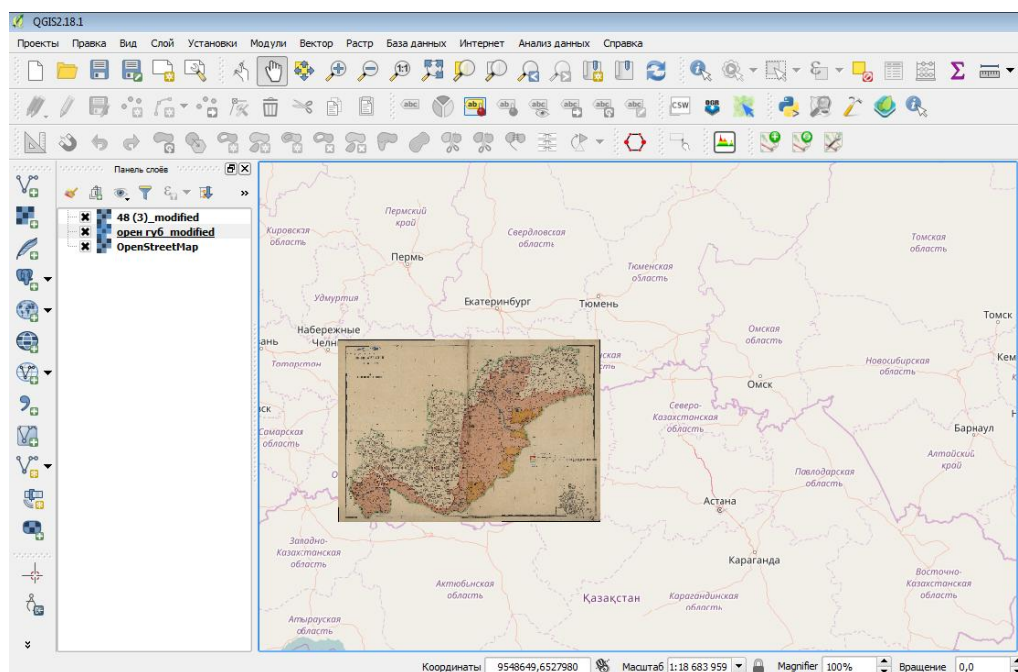 QGIS2.18.1
Проекты Правка Вид Слой Установки Модули Вектор Растр База данных Интернет Анализ данных Справка
Панель слоёв
48 (3)_modified
орен губ_modified
OpenStreetMap
Пермский
край
Кировская
область
Свердловская
область
Томская
область
Пермь
Тюменская
область
Удмуртия
Екатеринбург
Тюмень
Томск
Набережные
Омская
область
Новосибирская
область
Омск
Северо-
Казахстанская
область
Барнаул
Самарская
область
Алтайский
край
Павлодарская
область
Астана
Западно-
Казахстанская
область
Караганда
Восточно-
Казахстанская
область
Актюбинская
область
Қазақстан
Карагандинская
область
Атырауская
область
Координаты 9548649,6527980 Масштаб 1:18 683 959 Magnifier 100% Вращение 0,0